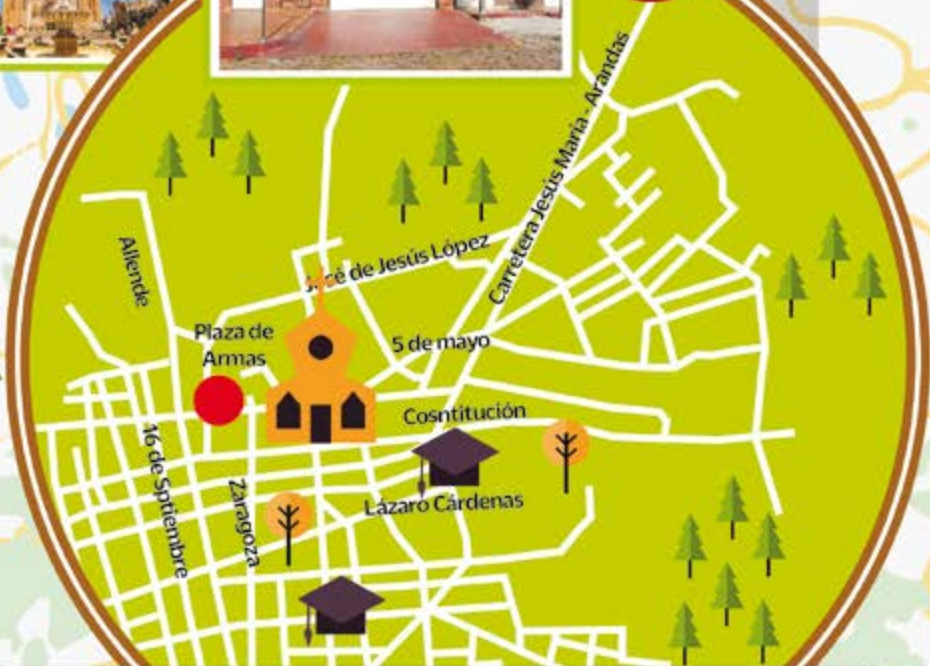 Carretera Jesús María - Arandas
Allende
José de Jesús López
Plaza de
Armas
5 de mayo
Cosntitución
16 de Sptiembre
Zaragoza
Lázaro Cárdenas